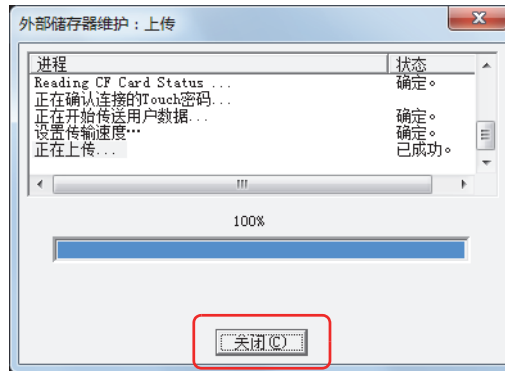 外部储存器维护：上传
进程 状态
Reading CF Card Status ... 确定。
正在确认连接的Touch密码...
正在开始传送用户数据... 确定。
设置传输速度… 确定。
正在上传... 已成功。
100%
关闭(C)